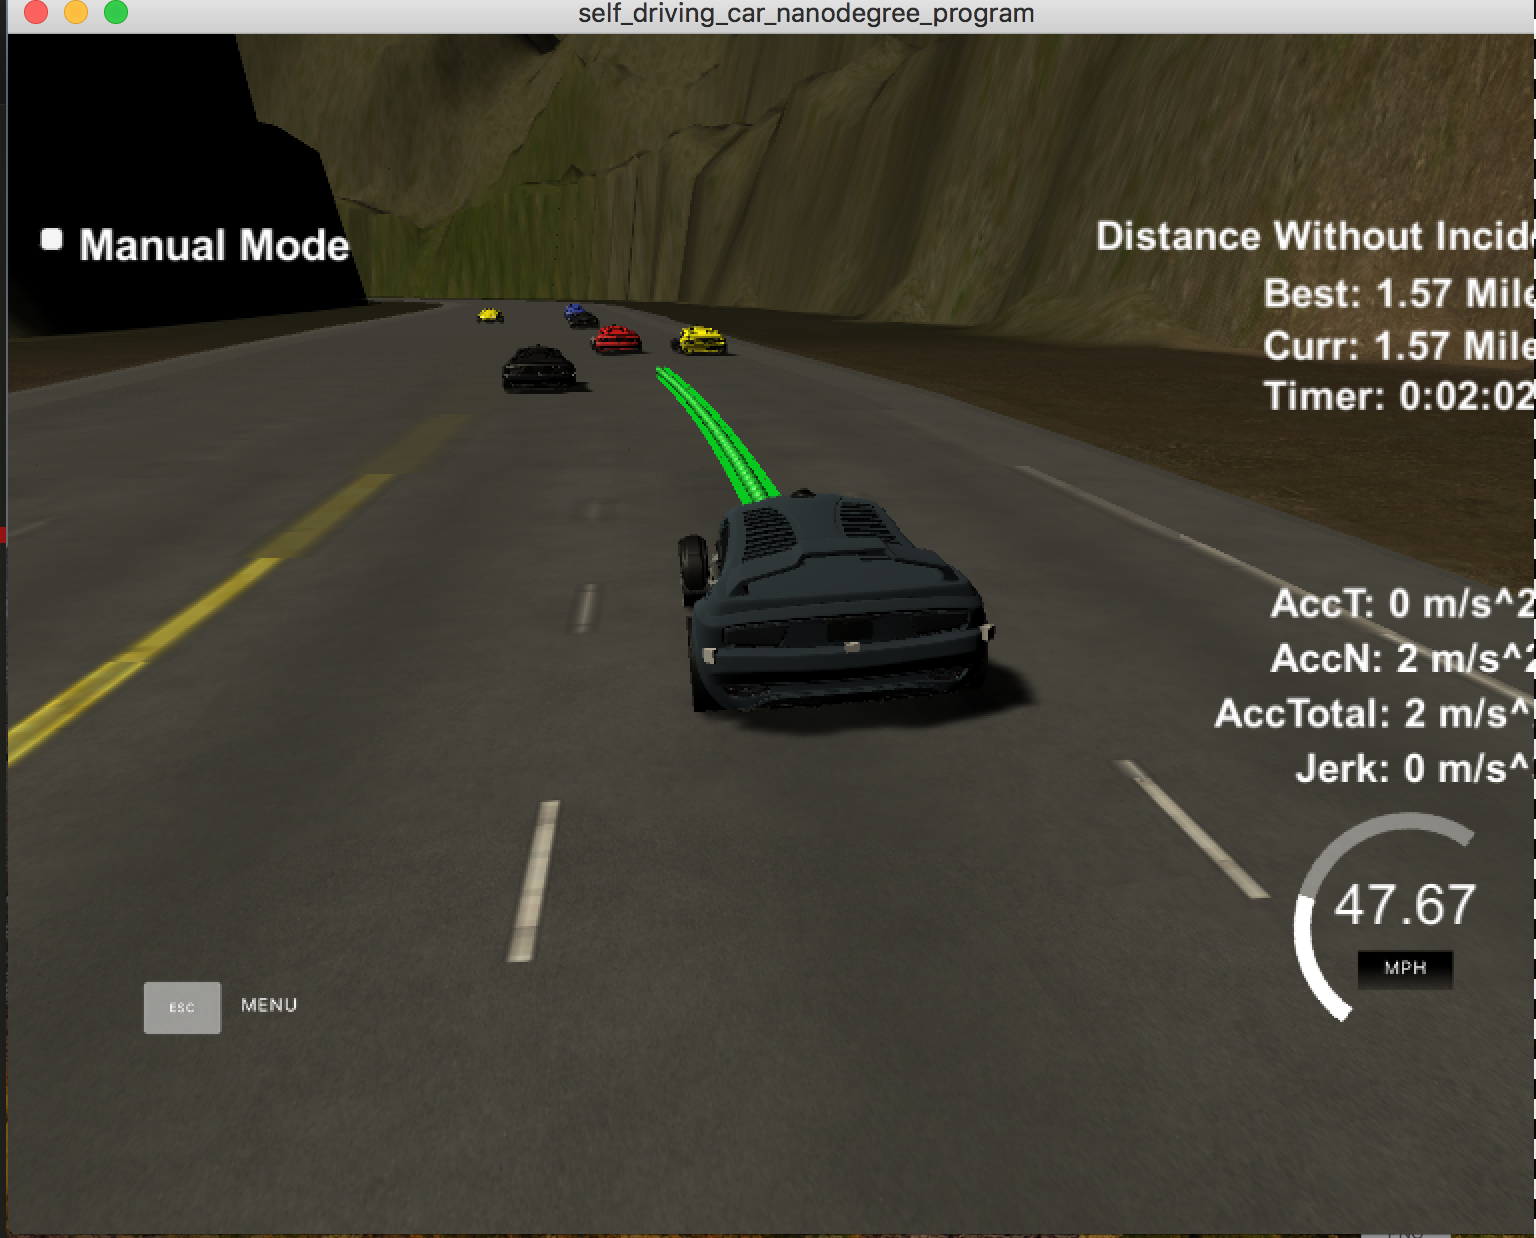 self_driving_car_nanodegree_program
Manual Mode
Distance Without Incid
Best: 1.57 Mile
Curr: 1.57 Mile
Timer: 0:02:02
AccT: 0 m/s^2
AccN: 2 m/s^2
AccTotal: 2 m/s^
Jerk: 0 m/s^
47.67
MPH
ESC MENU